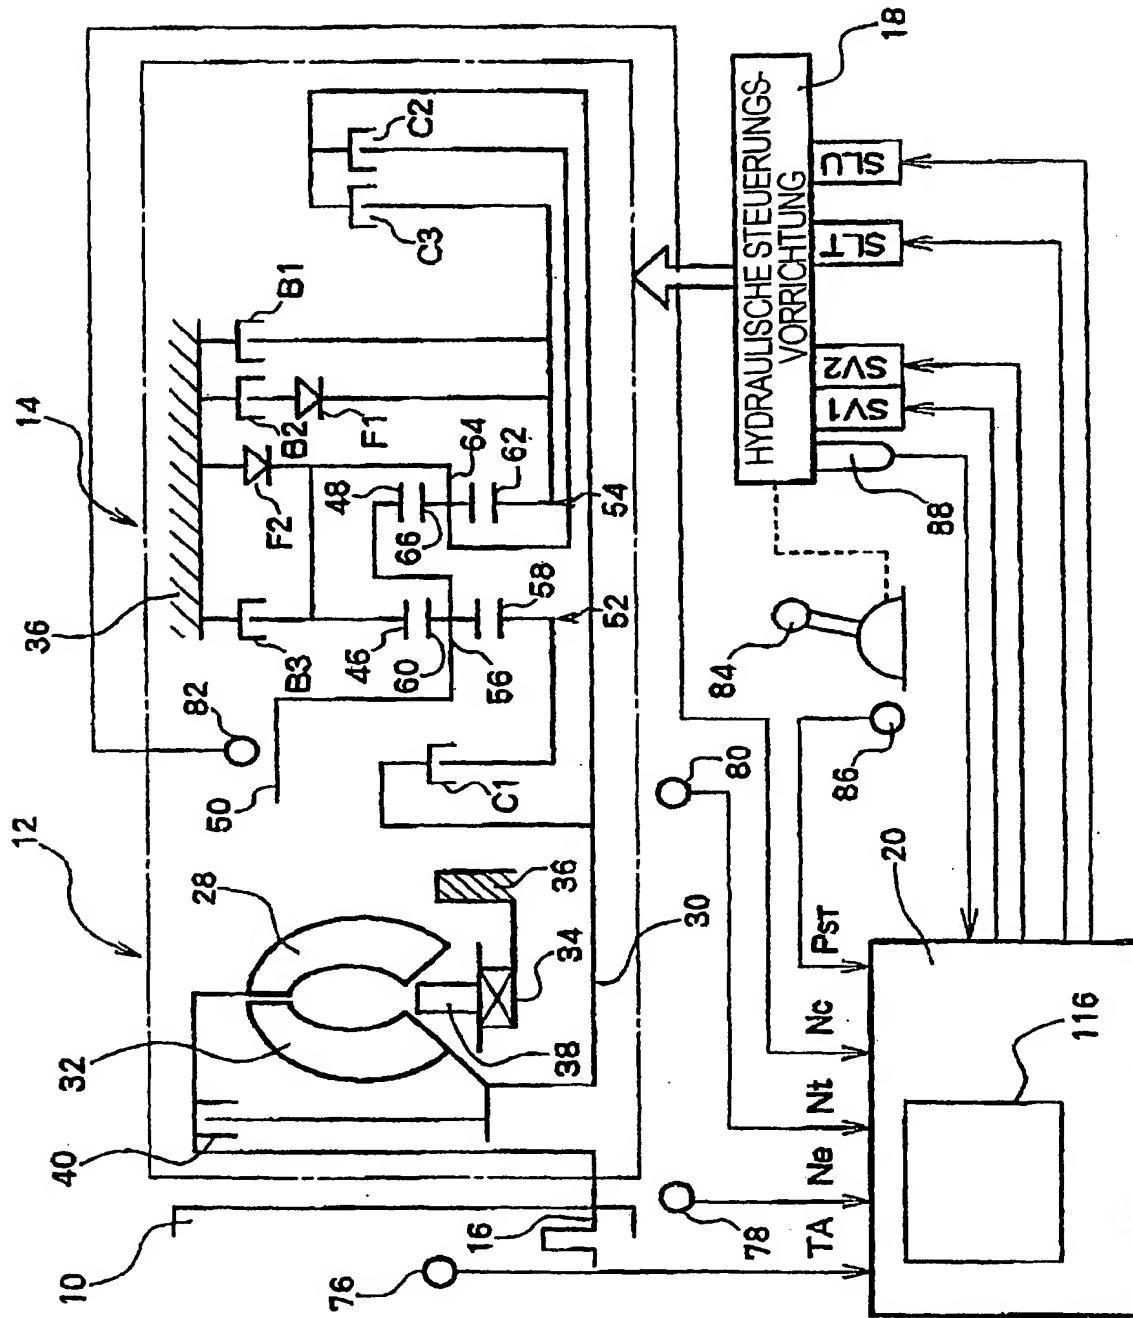 12
14
10
40
32
28
50
82
36
B3
F2
B2
F1
B1
C3
C2
16
38
34
36
C1
46
60
56
58
52
48
66
64
62
54
30
76
78
80
TA
Ne
Nt
Nc
PST
20
116
86
84
88
HYDRAULISCHE STEUERUNGS-
VORRICHTUNG
SV1
SV2
SLT
SLU
18